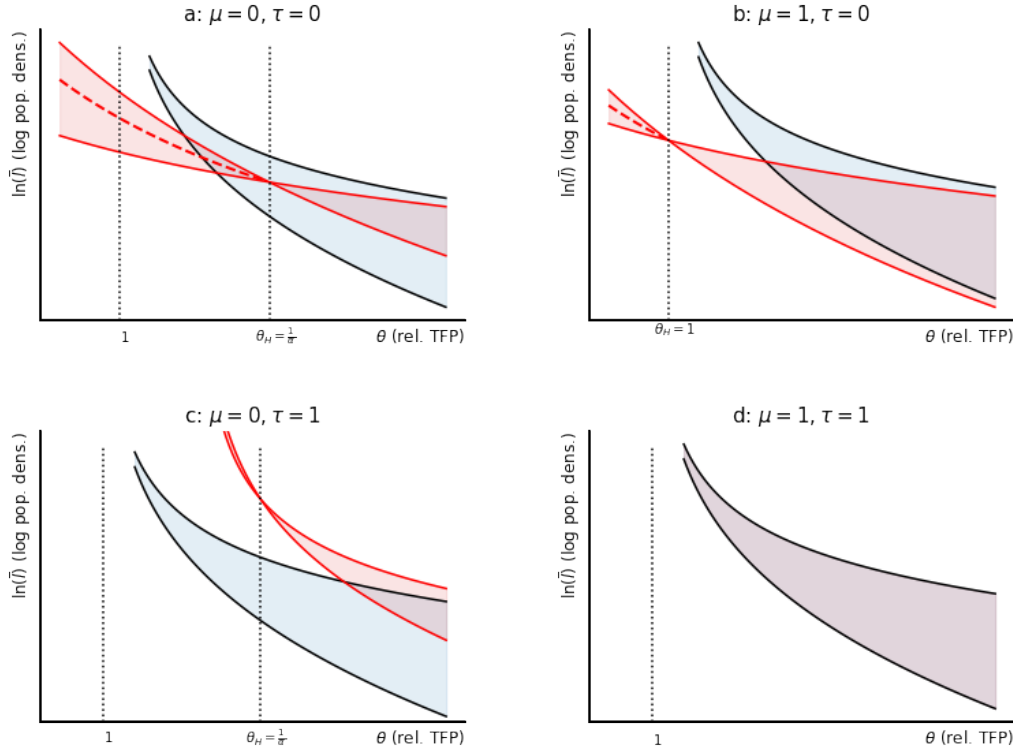 a: μ = 0, τ = 0
ln(l̄) (log pop. dens.)
1
θ_H = 1/α
θ (rel. TFP)
b: μ = 1, τ = 0
ln(l̄) (log pop. dens.)
θ_H = 1
θ (rel. TFP)
c: μ = 0, τ = 1
ln(l̄) (log pop. dens.)
1
θ_H = 1/α
θ (rel. TFP)
d: μ = 1, τ = 1
ln(l̄) (log pop. dens.)
1
θ (rel. TFP)